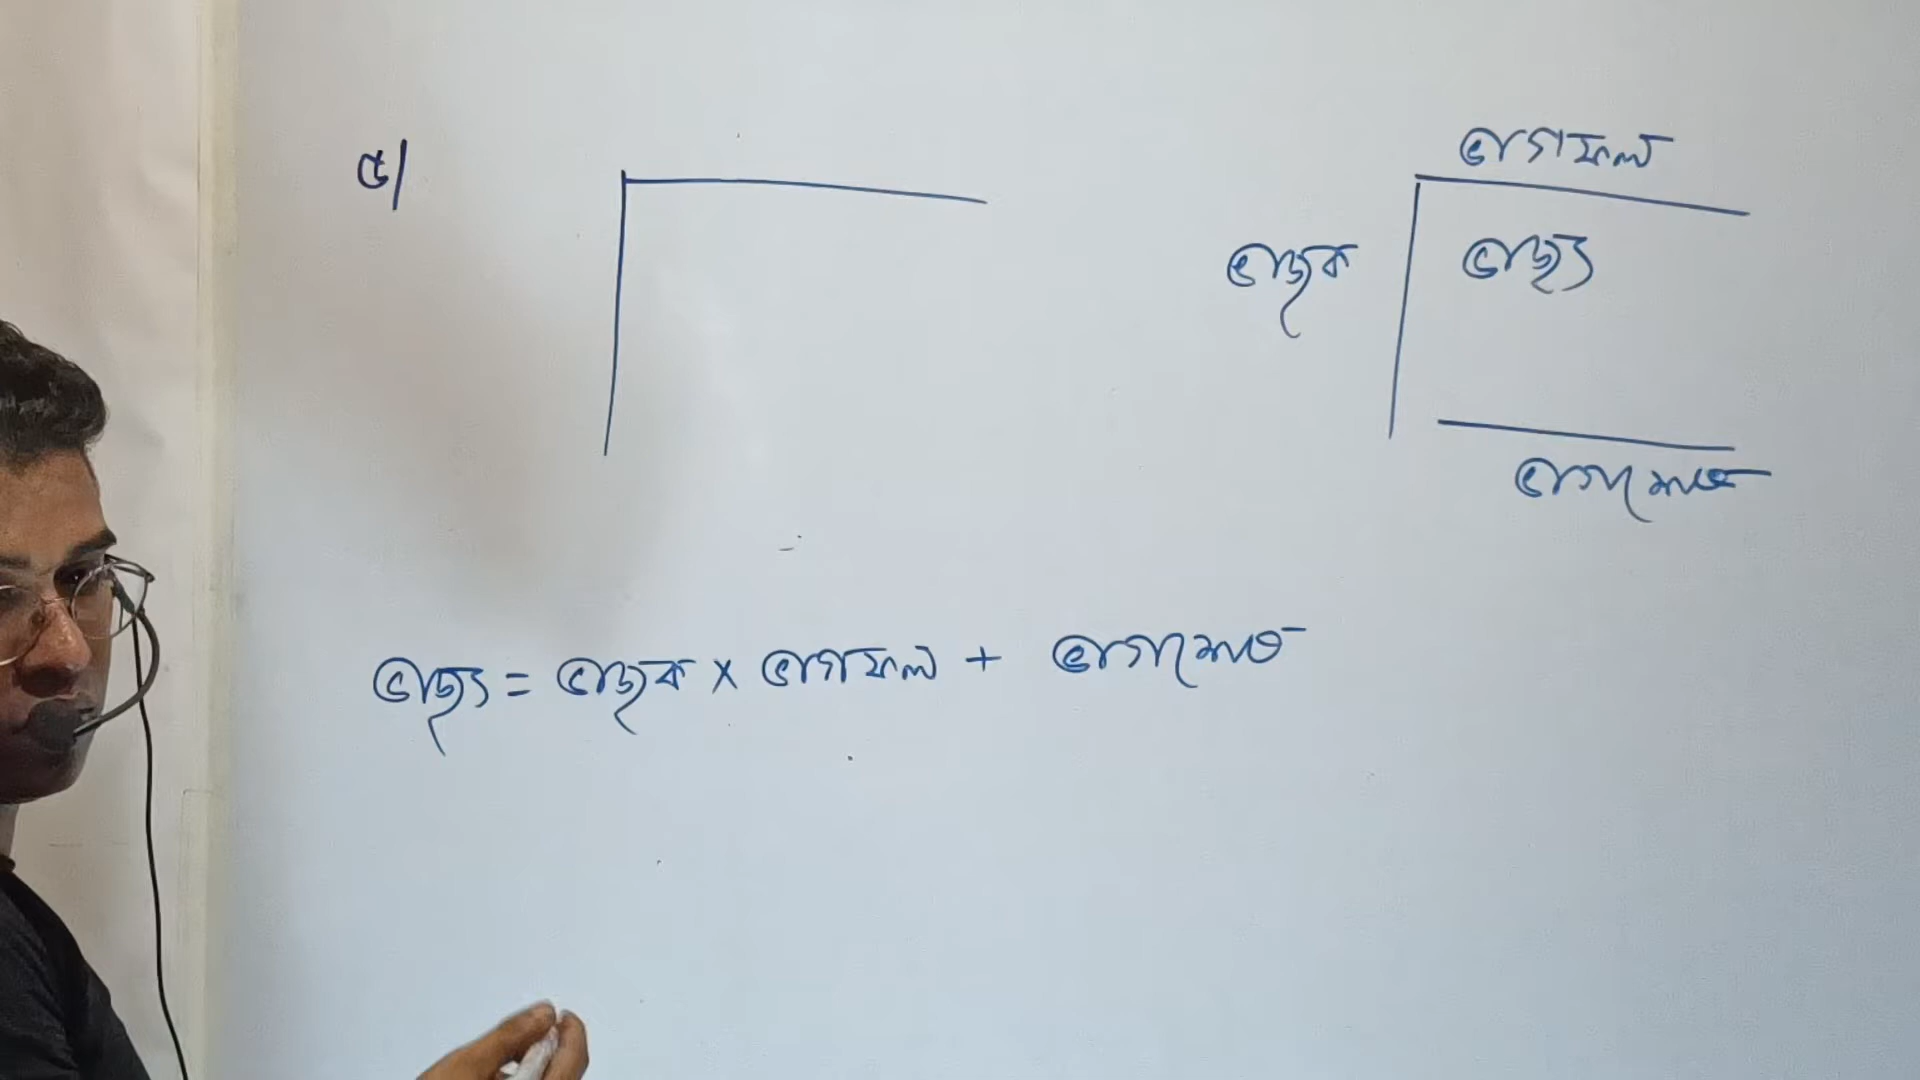 ৫/
ভাগফল
ভাজক ভাজ্য
ভাগশেষ
ভাজ্য = ভাজক × ভাগফল + ভাগশেষ